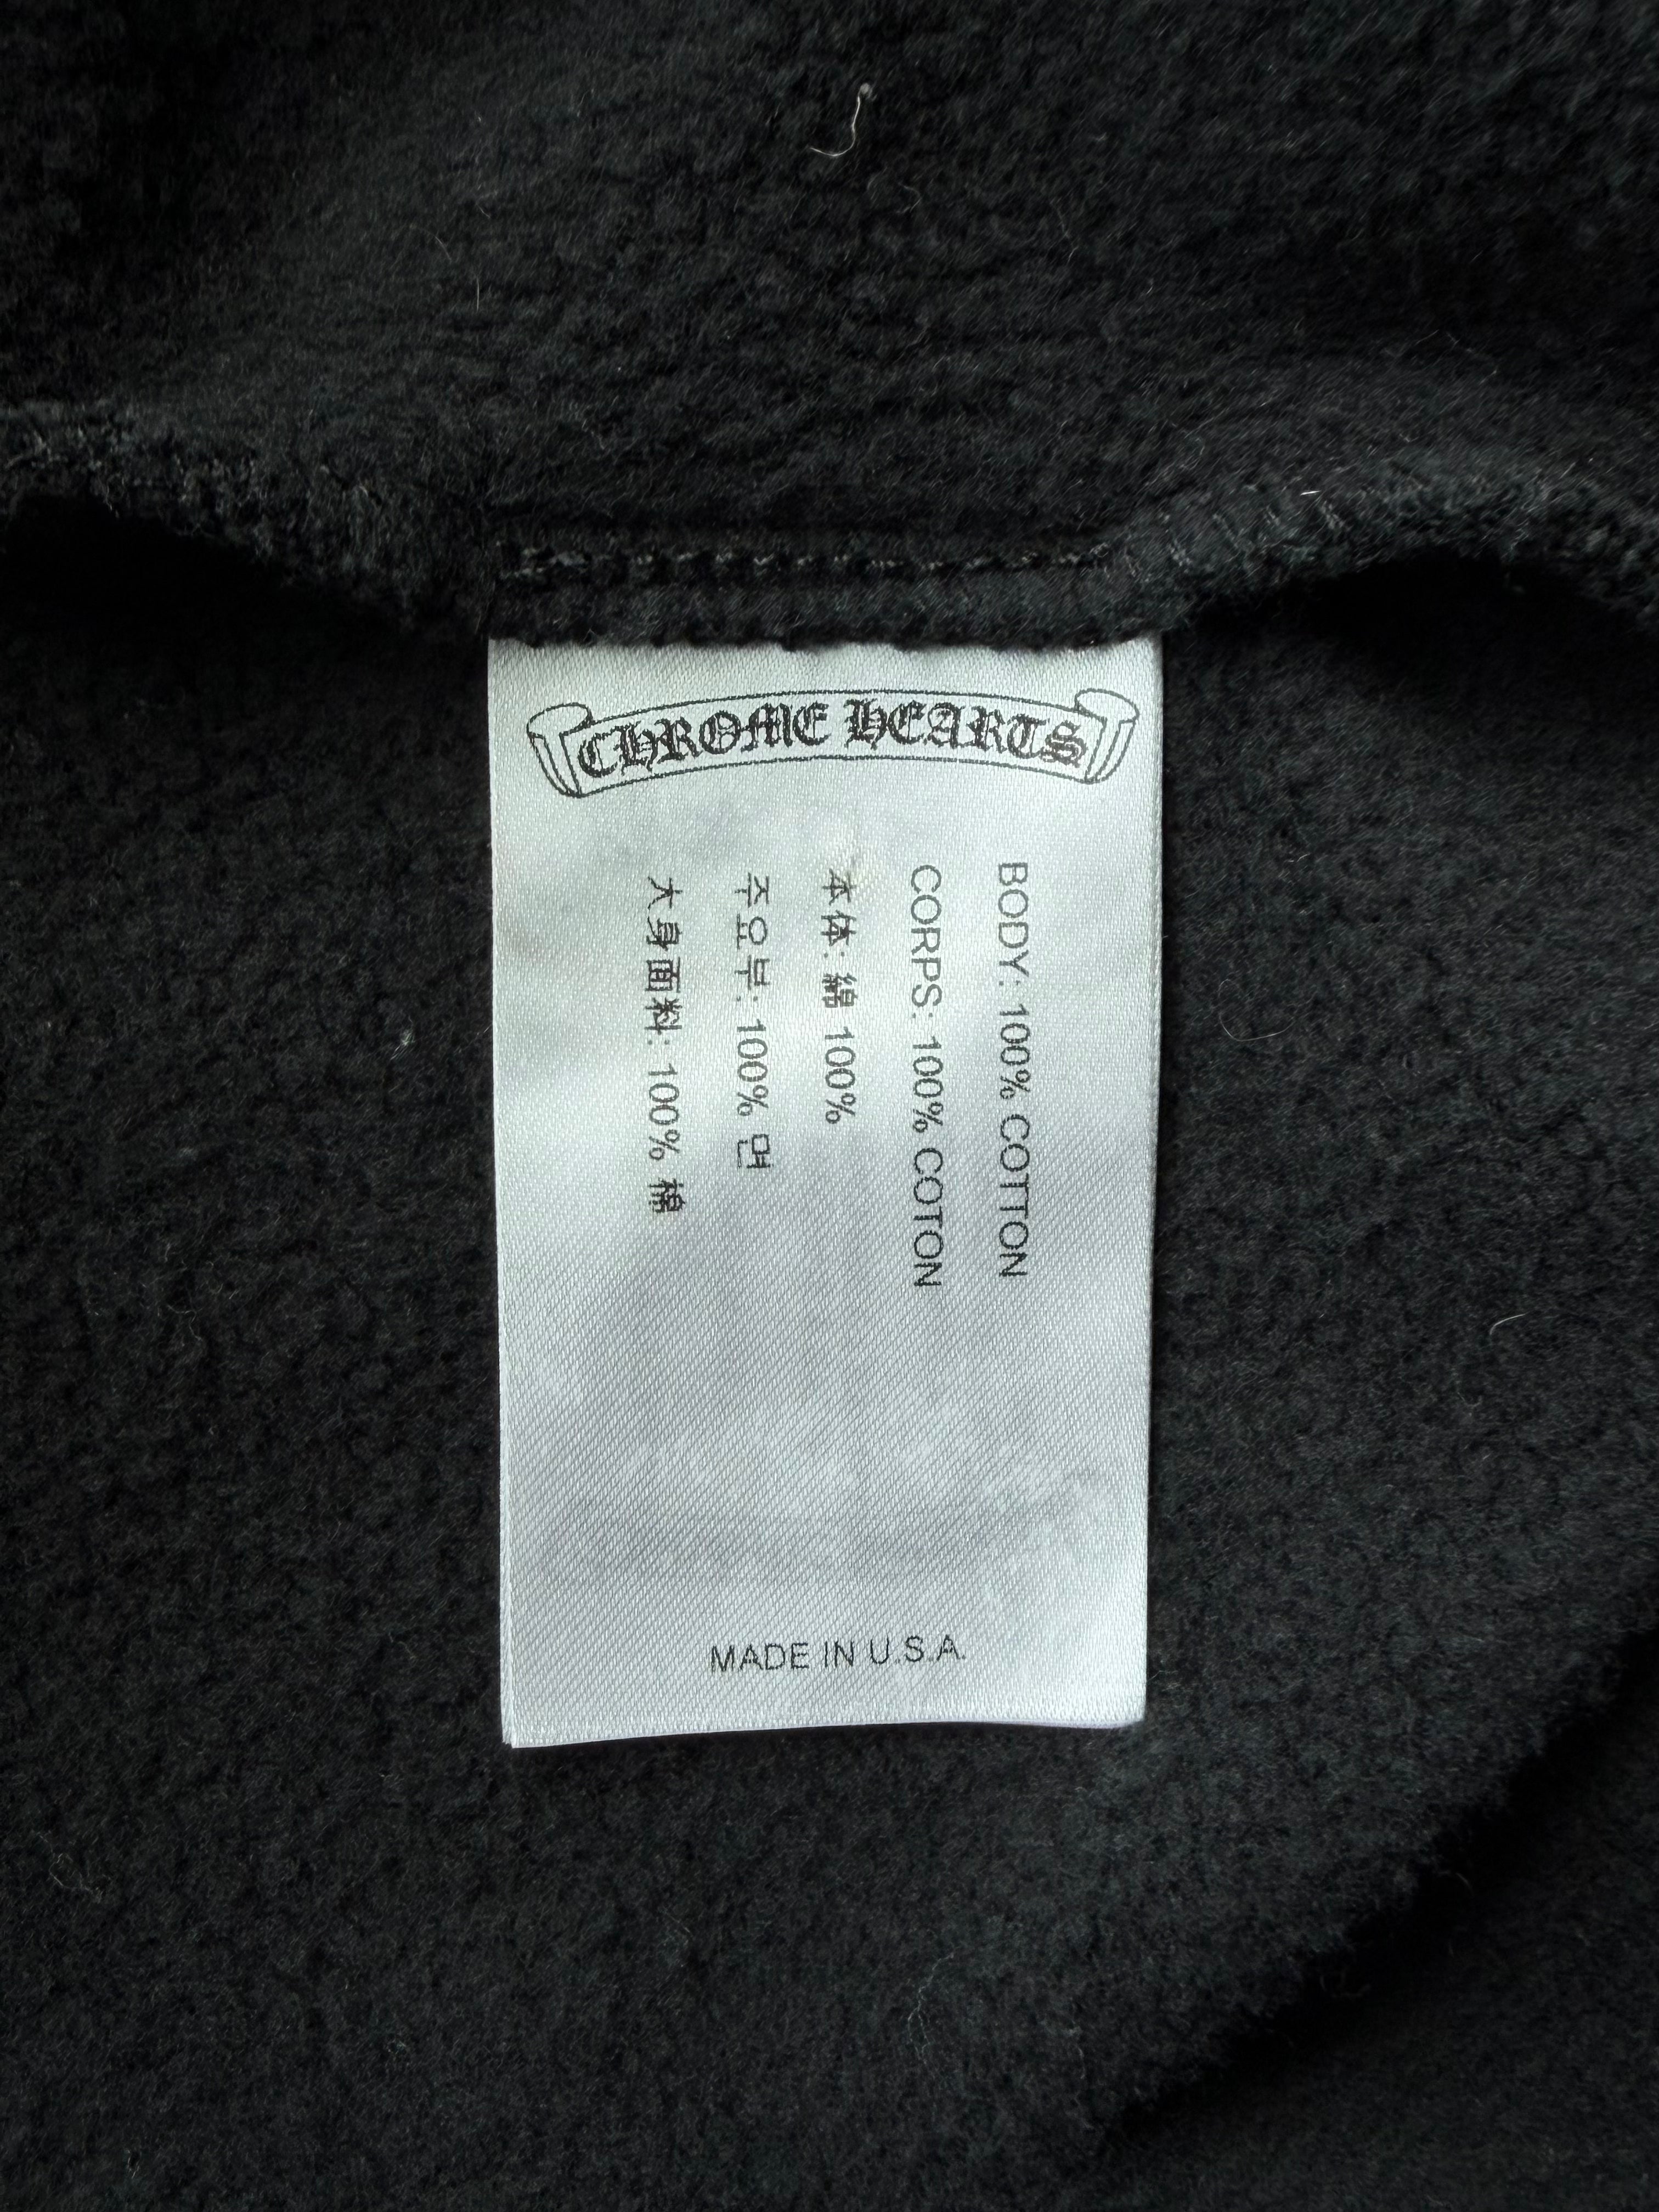 CHROME HEARTS
BODY: 100% COTTON
CORPS: 100% COTON
本体: 綿 100%
주요부: 100% 면
大身面料: 100% 棉
MADE IN U.S.A.